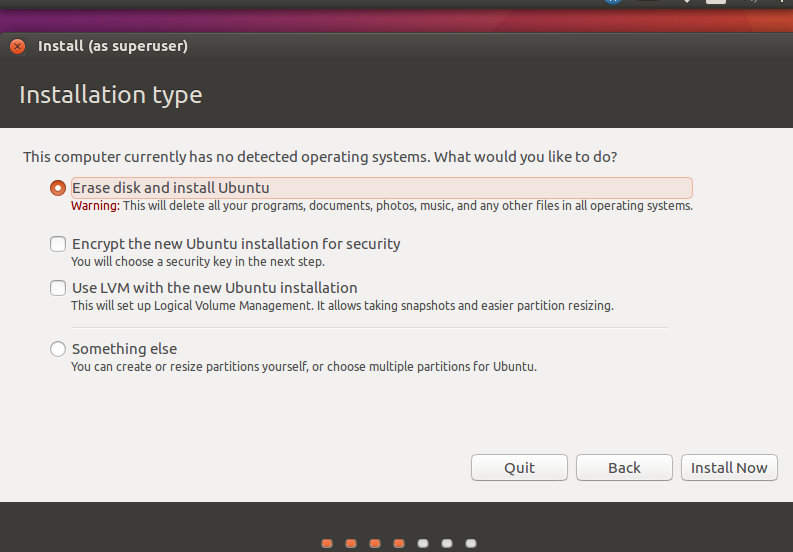 Install (as superuser)
Installation type
This computer currently has no detected operating systems. What would you like to do?
Erase disk and install Ubuntu
Warning: This will delete all your programs, documents, photos, music, and any other files in all operating systems.
Encrypt the new Ubuntu installation for security
You will choose a security key in the next step.
Use LVM with the new Ubuntu installation
This will set up Logical Volume Management. It allows taking snapshots and easier partition resizing.
Something else
You can create or resize partitions yourself, or choose multiple partitions for Ubuntu.
Quit Back Install Now